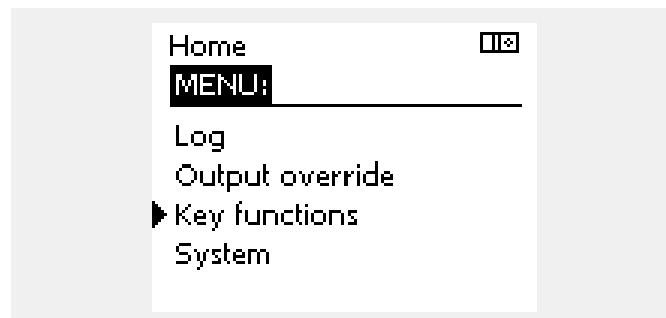 Home
MENU:
Log
Output override
Key functions
System